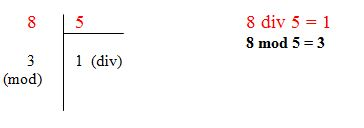 8 5
3 1 (div)
(mod)
8 div 5 = 1
8 mod 5 = 3